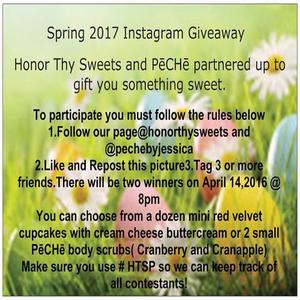 Spring 2017 Instagram Giveaway
Honor Thy Sweets and PēCHē partnered up to
gift you something sweet.
To participate you must follow the rules below
1.Follow our page@honorthysweets and
@pechebyjessica
2.Like and Repost this picture3.Tag 3 or more
friends.There will be two winners on April 14,2016 @
8pm
You can choose from a dozen mini red velvet
cupcakes with cream cheese buttercream or 2 small
PēCHē body scrubs( Cranberry and Cranapple)
Make sure you use # HTSP so we can keep track of
all contestants!